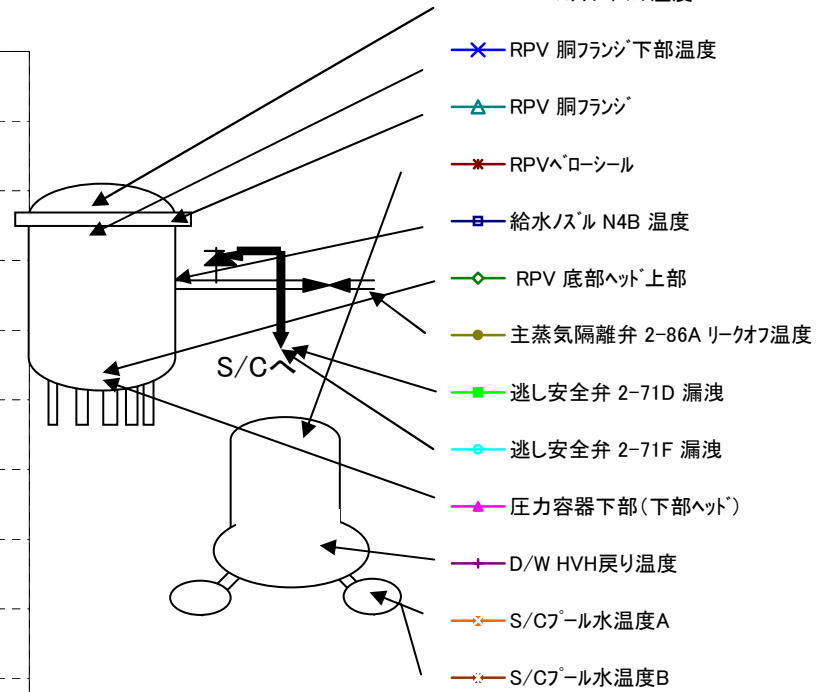 RPV 胴ﾌﾗﾝｼﾞ下部温度
RPV 胴ﾌﾗﾝｼﾞ
RPVﾍﾞﾛｰｼｰﾙ
給水ﾉｽﾞﾙ N4B 温度
RPV 底部ﾍｯﾄﾞ上部
主蒸気隔離弁 2-86A ﾘｰｸｵﾌ温度
S/Cへ
逃し安全弁 2-71D 漏洩
逃し安全弁 2-71F 漏洩
圧力容器下部(下部ﾍｯﾄﾞ)
D/W HVH戻り温度
S/Cﾌﾟｰﾙ水温度A
S/Cﾌﾟｰﾙ水温度B